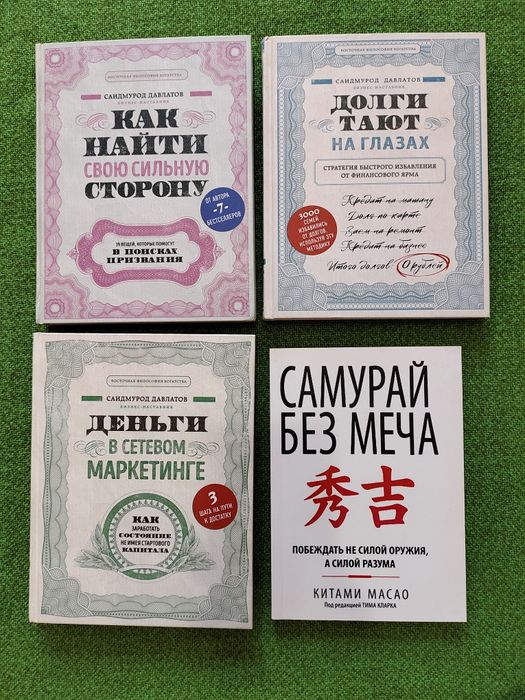 ВОСТОЧНАЯ ФИЛОСОФИЯ БОГАТСТВА
САИДМУРОД ДАВЛАТОВ
БИЗНЕС-НАСТАВНИК
КАК
НАЙТИ
СВОЮ СИЛЬНУЮ
СТОРОНУ
ОТ АВТОРА
-7-
БЕСТСЕЛЛЕРОВ
39 ВЕЩЕЙ, КОТОРЫЕ ПОМОГУТ
В ПОИСКАХ
ПРИЗВАНИЯ
ВОСТОЧНАЯ ФИЛОСОФИЯ БОГАТСТВА
САИДМУРОД ДАВЛАТОВ
БИЗНЕС-НАСТАВНИК
ДОЛГИ
ТАЮТ
НА ГЛАЗАХ
СТРАТЕГИЯ БЫСТРОГО ИЗБАВЛЕНИЯ
ОТ ФИНАНСОВОГО ЯРМА
3000
СЕМЕЙ
ИЗБАВИЛИСЬ
ОТ ДОЛГОВ,
ИСПОЛЬЗУЯ ЭТУ
МЕТОДИКУ
Кредит на машину
Долг по карте
Заем на ремонт
Кредит на бизнес
Итого долгов: 0 рублей
ВОСТОЧНАЯ ФИЛОСОФИЯ БОГАТСТВА
САИДМУРОД ДАВЛАТОВ
БИЗНЕС-НАСТАВНИК
ДЕНЬГИ
В СЕТЕВОМ
МАРКЕТИНГЕ
3
ШАГА НА ПУТИ
К ДОСТАТКУ
КАК
ЗАРАБОТАТЬ
СОСТОЯНИЕ
НЕ ИМЕЯ СТАРТОВОГО
КАПИТАЛА
САМУРАЙ
БЕЗ МЕЧА
秀吉
ПОБЕЖДАТЬ НЕ СИЛОЙ ОРУЖИЯ,
А СИЛОЙ РАЗУМА
КИТАМИ МАСАО
Под редакцией ТИМА КЛАРКА